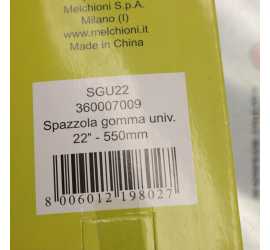 Melchioni S.p.A.
Milano (I)
www.melchioni.it
Made in China
SGU22
360007009
Spazzola gomma univ.
22" - 550mm
8 006012 198027